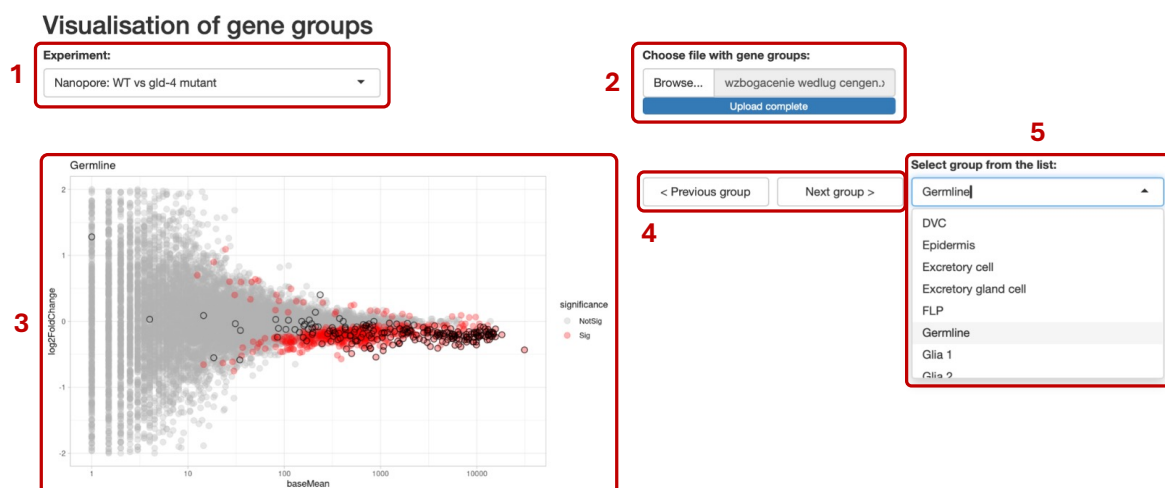 Visualisation of gene groups
1
Experiment:
Nanopore: WT vs gld-4 mutant
2
Choose file with gene groups:
Browse... wzbogacenie wedlug cengen.
Upload complete
3
Germline
2
1
0
-1
-2
log2FoldChange
1 10 100 1000 10000
baseMean
significance
NotSig
Sig
< Previous group Next group >
4
5
Select group from the list:
Germline
DVC
Epidermis
Excretory cell
Excretory gland cell
FLP
Germline
Glia 1
Glia 2